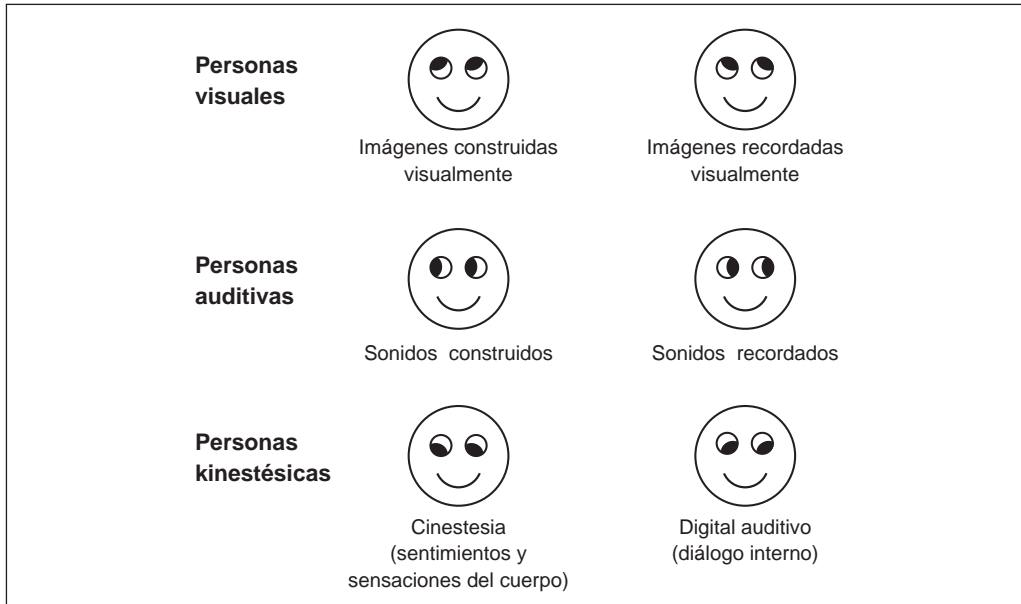 Personas
visuales
Imágenes construidas
visualmente
Imágenes recordadas
visualmente
Personas
auditivas
Sonidos construidos
Sonidos recordados
Personas
kinestésicas
Cinestesia
(sentimientos y
sensaciones del cuerpo)
Digital auditivo
(diálogo interno)